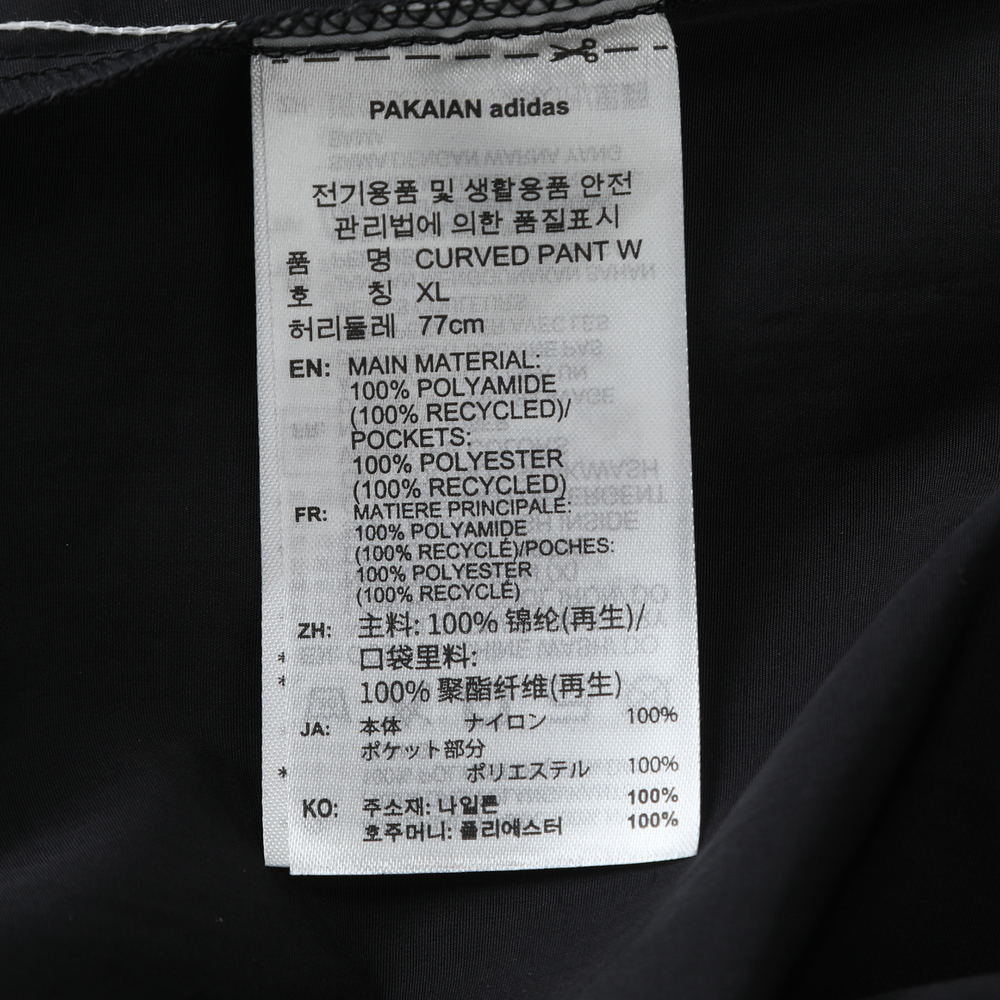 PAKAIAN adidas
전기용품 및 생활용품 안전
관리법에 의한 품질표시
품 명 CURVED PANT W
호 칭 XL
허리둘레 77cm
EN: MAIN MATERIAL:
100% POLYAMIDE
(100% RECYCLED)/
POCKETS:
100% POLYESTER
(100% RECYCLED)
FR: MATIERE PRINCIPALE:
100% POLYAMIDE
(100% RECYCLÉ)/POCHES:
100% POLYESTER
(100% RECYCLÉ)
ZH: 主料: 100% 锦纶(再生)/
口袋里料:
100% 聚酯纤维(再生)
JA: 本体 ナイロン 100%
ポケット部分
ポリエステル 100%
KO: 주소재: 나일론 100%
호주머니: 폴리에스터 100%